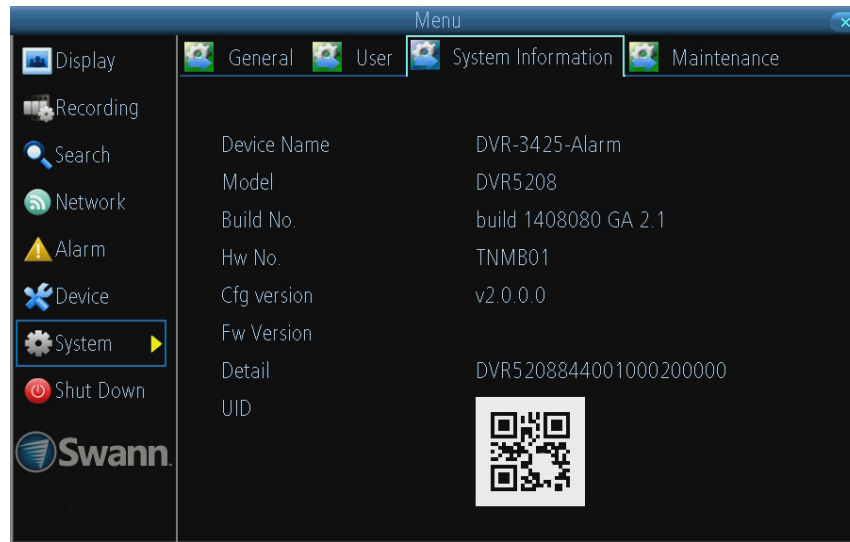 Menu
General User System Information Maintenance
Display
Recording
Search
Network
Alarm
Device
System
Shut Down
Swann.
Device Name DVR-3425-Alarm
Model DVR5208
Build No. build 1408080 GA 2.1
Hw No. TNMB01
Cfg version v2.0.0.0
Fw Version
Detail DVR5208844001000200000
UID